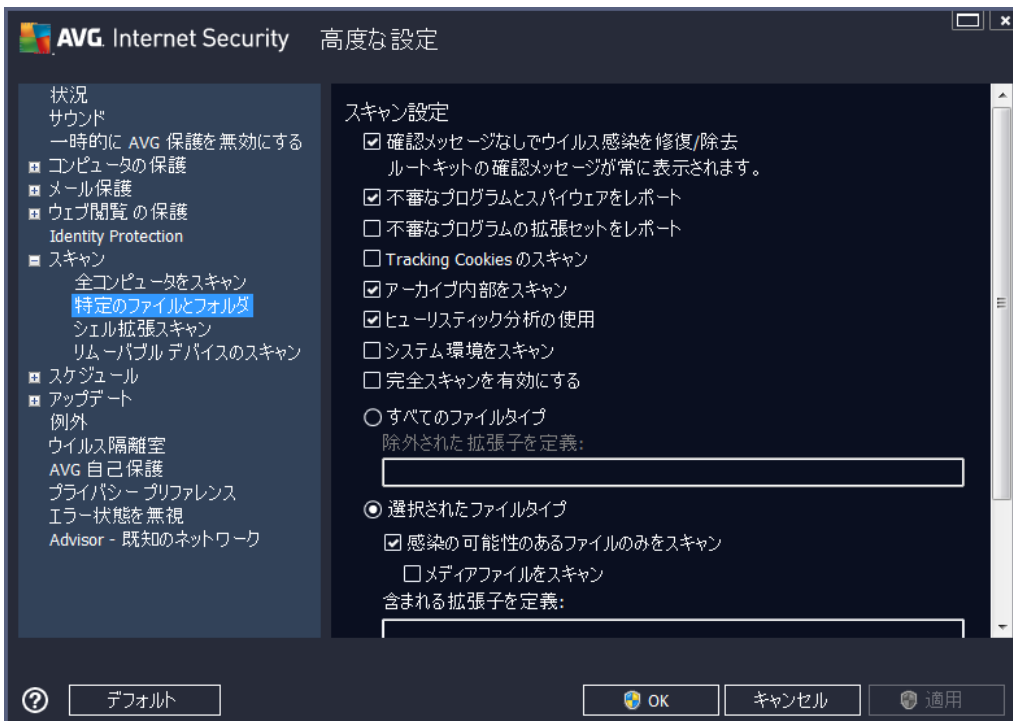 AVG. Internet Security 高度な設定
状況
サウンド
一時的に AVG 保護を無効にする
コンピュータの保護
メール保護
ウェブ閲覧 の保護
Identity Protection
スキャン
全コンピュータをスキャン
特定のファイルとフォルダ
シェル拡張スキャン
リムーバブル デバイスのスキャン
スケジュール
アップデート
例外
ウイルス隔離室
AVG 自己保護
プライバシー プリファレンス
エラー状態を無視
Advisor - 既知のネットワーク
スキャン設定
確認メッセージなしでウイルス感染を修復/除去
ルートキットの確認メッセージが常に表示されます。
不審なプログラムとスパイウェアをレポート
不審なプログラムの拡張セットをレポート
Tracking Cookies のスキャン
アーカイブ内部をスキャン
ヒューリスティック分析の使用
システム環境をスキャン
完全スキャンを有効にする
すべてのファイルタイプ
除外された拡張子を定義:
選択されたファイルタイプ
感染の可能性のあるファイルのみをスキャン
メディアファイルをスキャン
含まれる拡張子を定義:
デフォルト
OK
キャンセル
適用